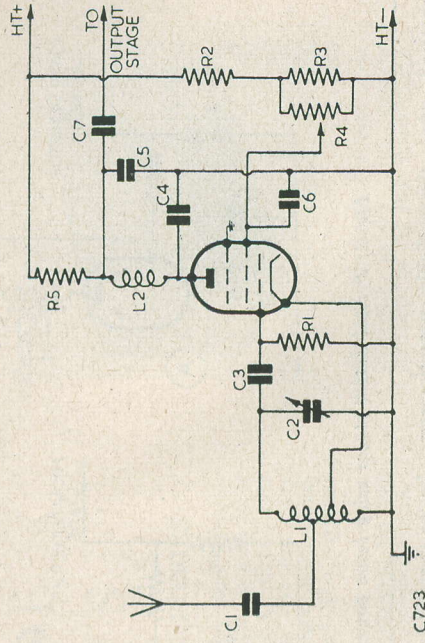 HT+
TO
OUTPUT
STAGE
HT-
R2
R3
R4
C7
C5
C4
C6
R5
L2
C3
R1
C2
L1
C1
C723